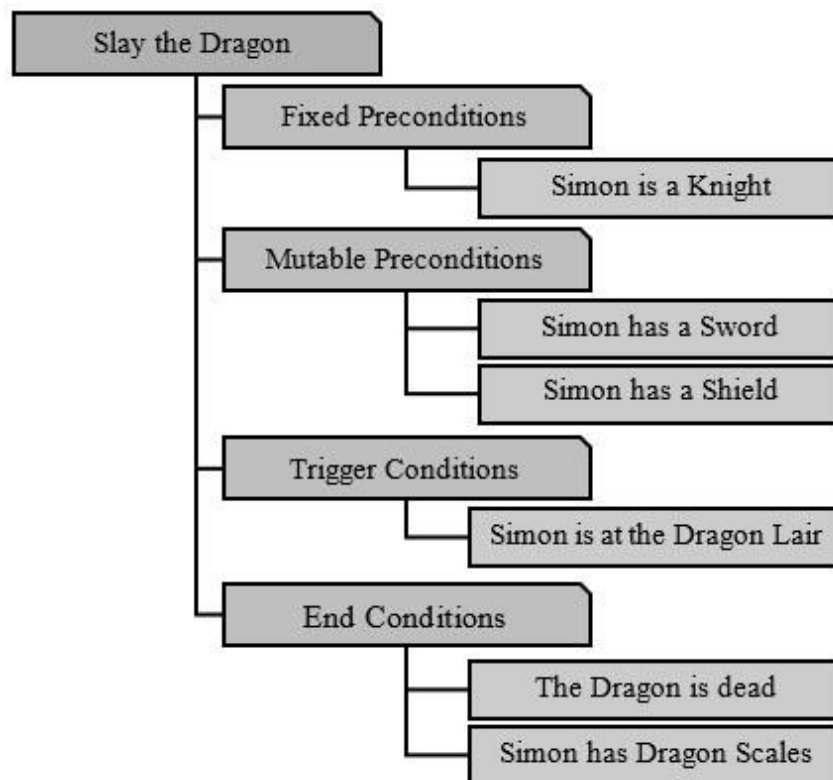 Slay the Dragon
Fixed Preconditions
Simon is a Knight
Mutable Preconditions
Simon has a Sword
Simon has a Shield
Trigger Conditions
Simon is at the Dragon Lair
End Conditions
The Dragon is dead
Simon has Dragon Scales